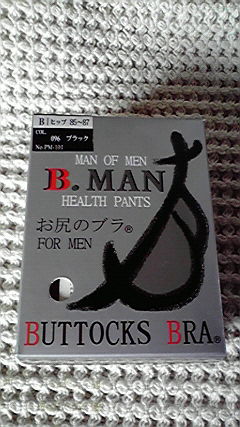 B ヒップ 85~87
COL.
096 ブラック
No.PM-101
MAN OF MEN
B.MAN
HEALTH PANTS
お尻のブラ®
FOR MEN
BUTTOCKS BRA®